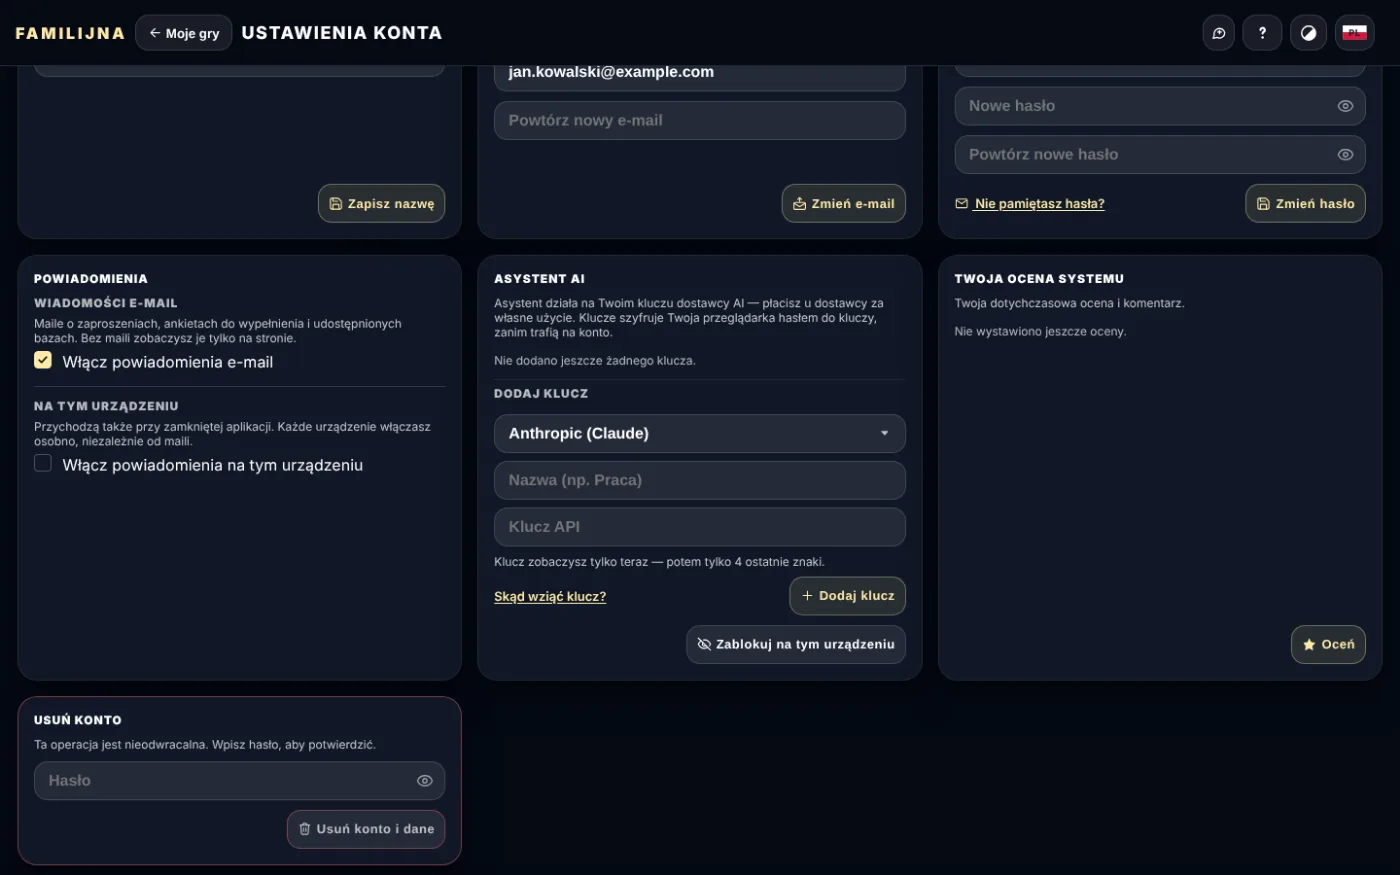 FAMILIJNA
← Moje gry
USTAWIENIA KONTA
?
PL
jan.kowalski@example.com
Powtórz nowy e-mail
Nowe hasło
Powtórz nowe hasło
Zapisz nazwę
Zmień e-mail
Nie pamiętasz hasła?
Zmień hasło
POWIADOMIENIA
WIADOMOŚCI E-MAIL
Maile o zaproszeniach, ankietach do wypełnienia i udostępnionych
bazach. Bez maili zobaczysz je tylko na stronie.
Włącz powiadomienia e-mail
NA TYM URZĄDZENIU
Przychodzą także przy zamkniętej aplikacji. Każde urządzenie włączasz
osobno, niezależnie od maili.
Włącz powiadomienia na tym urządzeniu
ASYSTENT AI
Asystent działa na Twoim kluczu dostawcy AI — płacisz u dostawcy za
własne użycie. Klucze szyfruje Twoja przeglądarka hasłem do kluczy,
zanim trafią na konto.
Nie dodano jeszcze żadnego klucza.
DODAJ KLUCZ
Anthropic (Claude)
Nazwa (np. Praca)
Klucz API
Klucz zobaczysz tylko teraz — potem tylko 4 ostatnie znaki.
Skąd wziąć klucz?
+ Dodaj klucz
Zablokuj na tym urządzeniu
TWOJA OCENA SYSTEMU
Twoja dotychczasowa ocena i komentarz.
Nie wystawiono jeszcze oceny.
Oceń
USUŃ KONTO
Ta operacja jest nieodwracalna. Wpisz hasło, aby potwierdzić.
Hasło
Usuń konto i dane